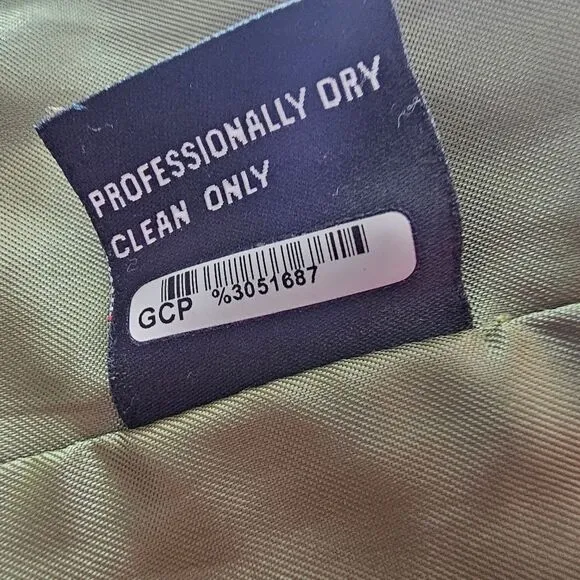 PROFESSIONALLY DRY
CLEAN ONLY
GCP %3051687